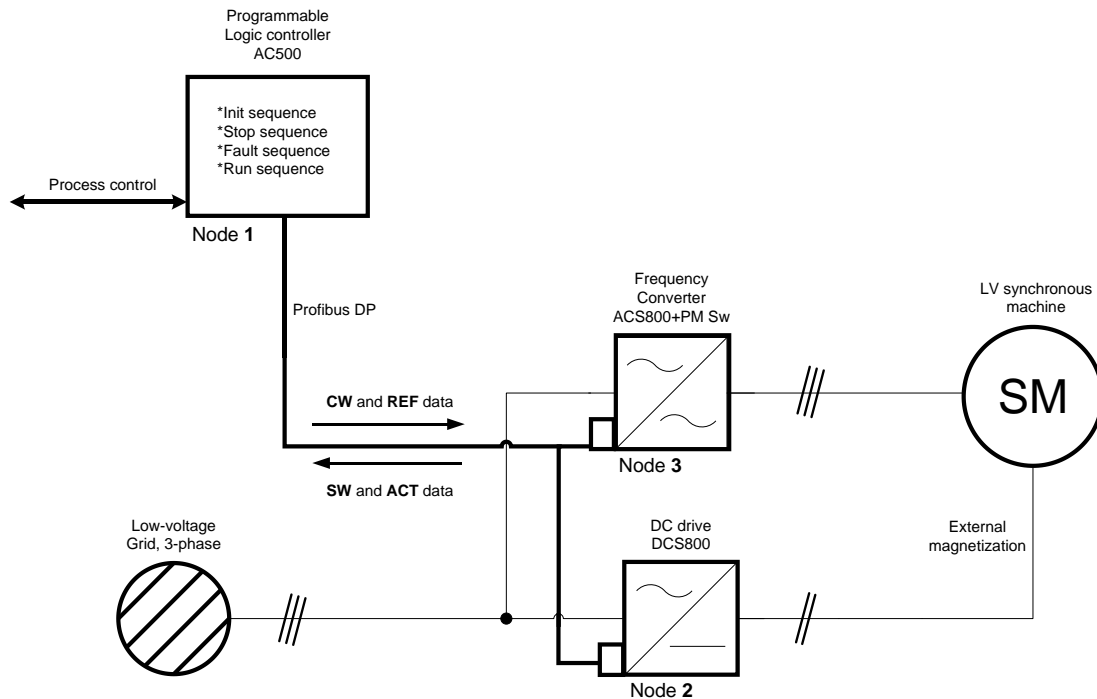 Programmable
Logic controller
AC500
*Init sequence
*Stop sequence
*Fault sequence
*Run sequence
Process control
Node 1
Profibus DP
Frequency
Converter
ACS800+PM Sw
LV synchronous
machine
SM
CW and REF data
Node 3
SW and ACT data
Low-voltage
Grid, 3-phase
DC drive
DCS800
External
magnetization
Node 2